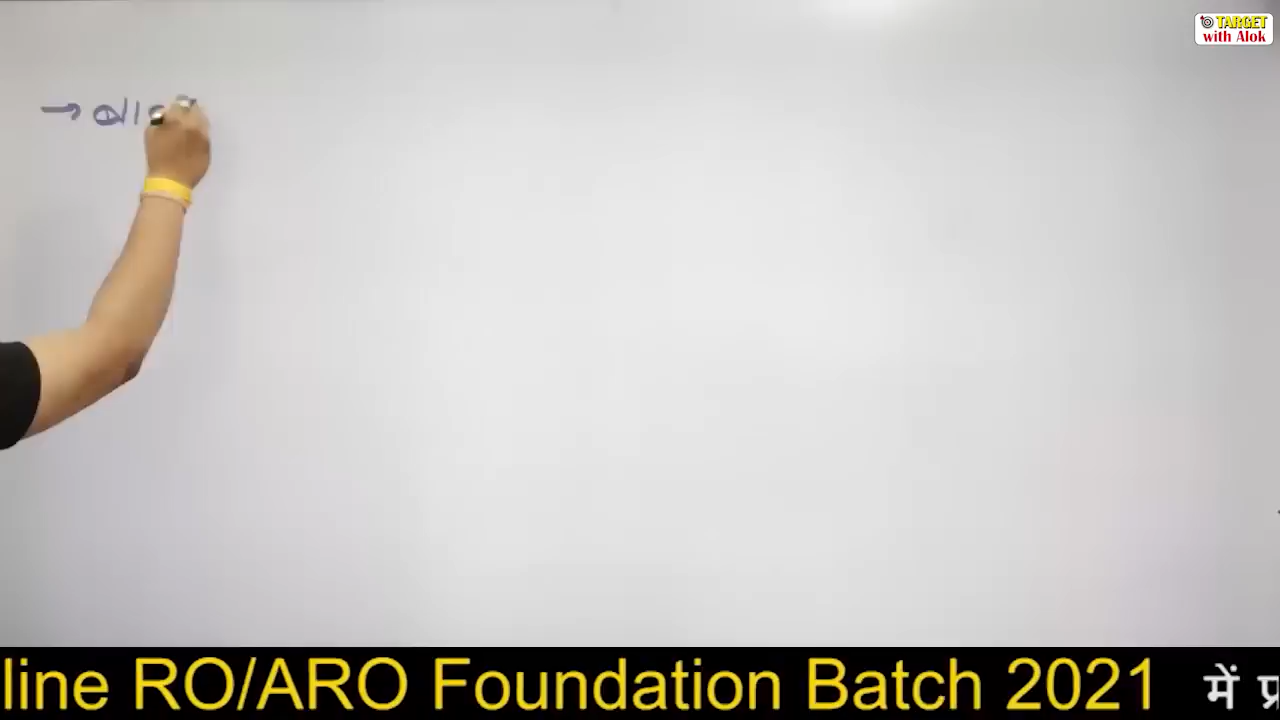 TARGET
with Alok
→
line RO/ARO Foundation Batch 2021 में